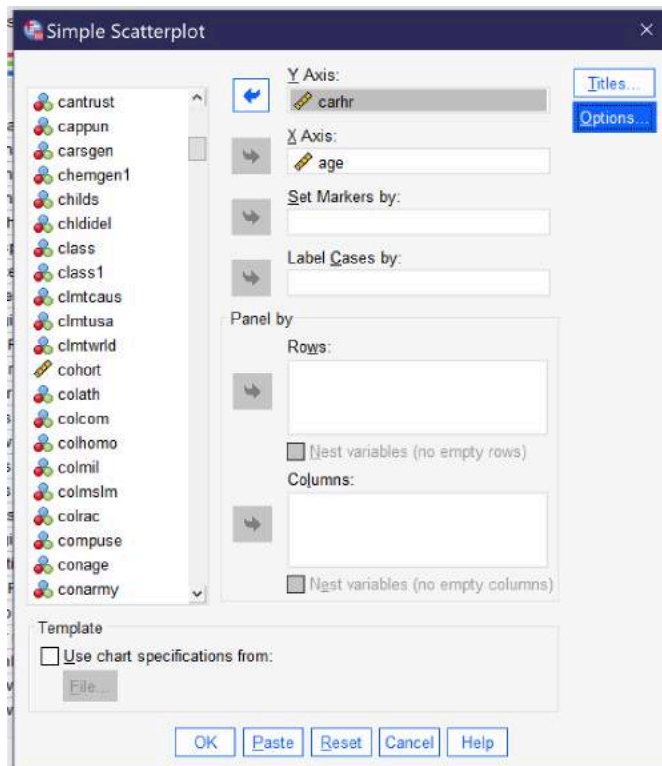 Simple Scatterplot
cantrust
cappun
carsgen
chemgen1
childs
chldidel
class
class1
clmtcaus
clmtusa
clmtwrld
cohort
colath
colcom
colhomo
colmil
colmslm
colrac
compuse
conage
conarmy
Y Axis:
carhr
X Axis:
age
Set Markers by:
Label Cases by:
Panel by
Rows:
Nest variables (no empty rows)
Columns:
Nest variables (no empty columns)
Titles...
Options...
Template
Use chart specifications from:
File...
OK Paste Reset Cancel Help